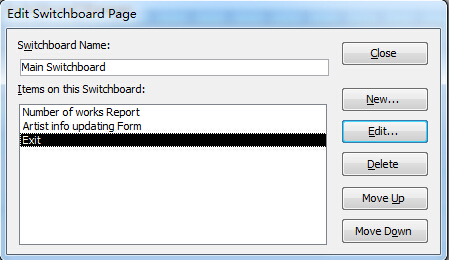 Edit Switchboard Page
Switchboard Name:
Close
Main Switchboard
Items on this Switchboard:
New...
Number of works Report
Artist info updating Form
Edit...
Exit
Delete
Move Up
Move Down